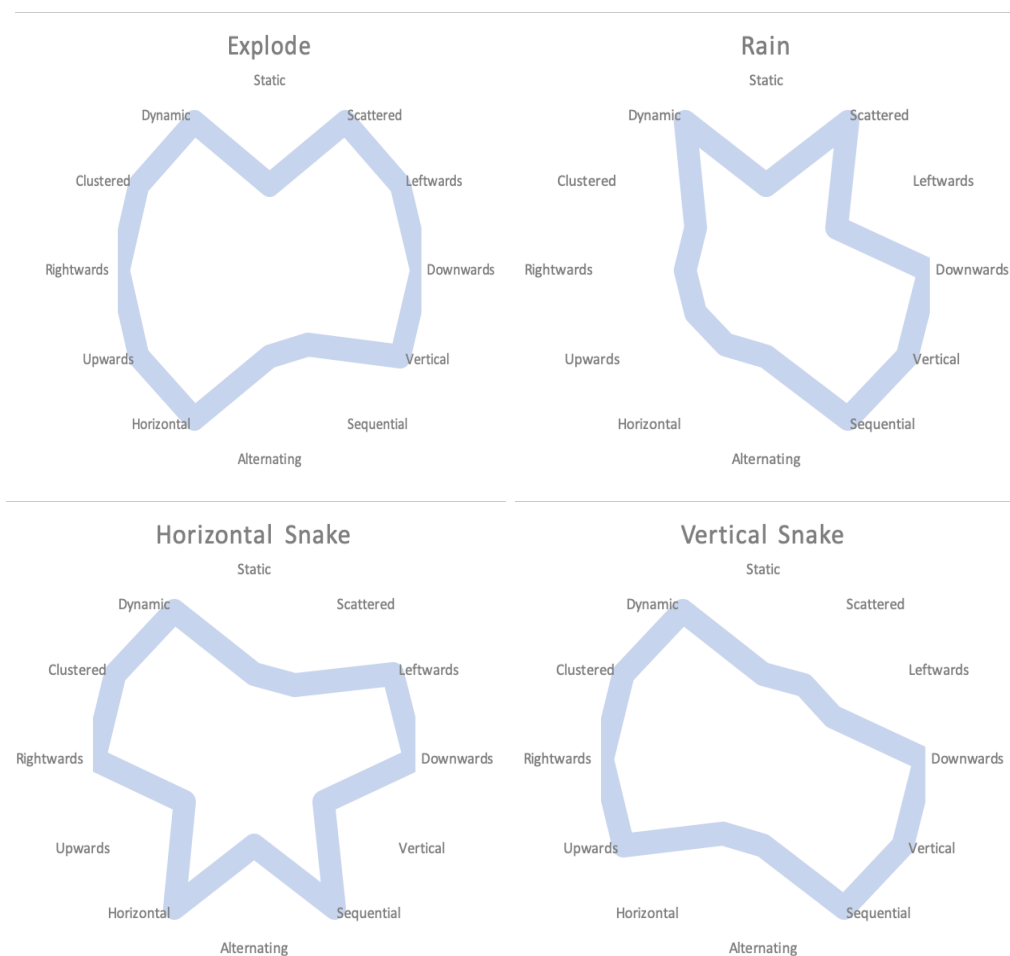 Explode
Static
Dynamic
Scattered
Clustered
Leftwards
Rightwards
Downwards
Upwards
Vertical
Horizontal
Sequential
Alternating
Rain
Static
Dynamic
Scattered
Clustered
Leftwards
Rightwards
Downwards
Upwards
Vertical
Horizontal
Sequential
Alternating
Horizontal Snake
Static
Dynamic
Scattered
Clustered
Leftwards
Rightwards
Downwards
Upwards
Vertical
Horizontal
Sequential
Alternating
Vertical Snake
Static
Dynamic
Scattered
Clustered
Leftwards
Rightwards
Downwards
Upwards
Vertical
Horizontal
Sequential
Alternating